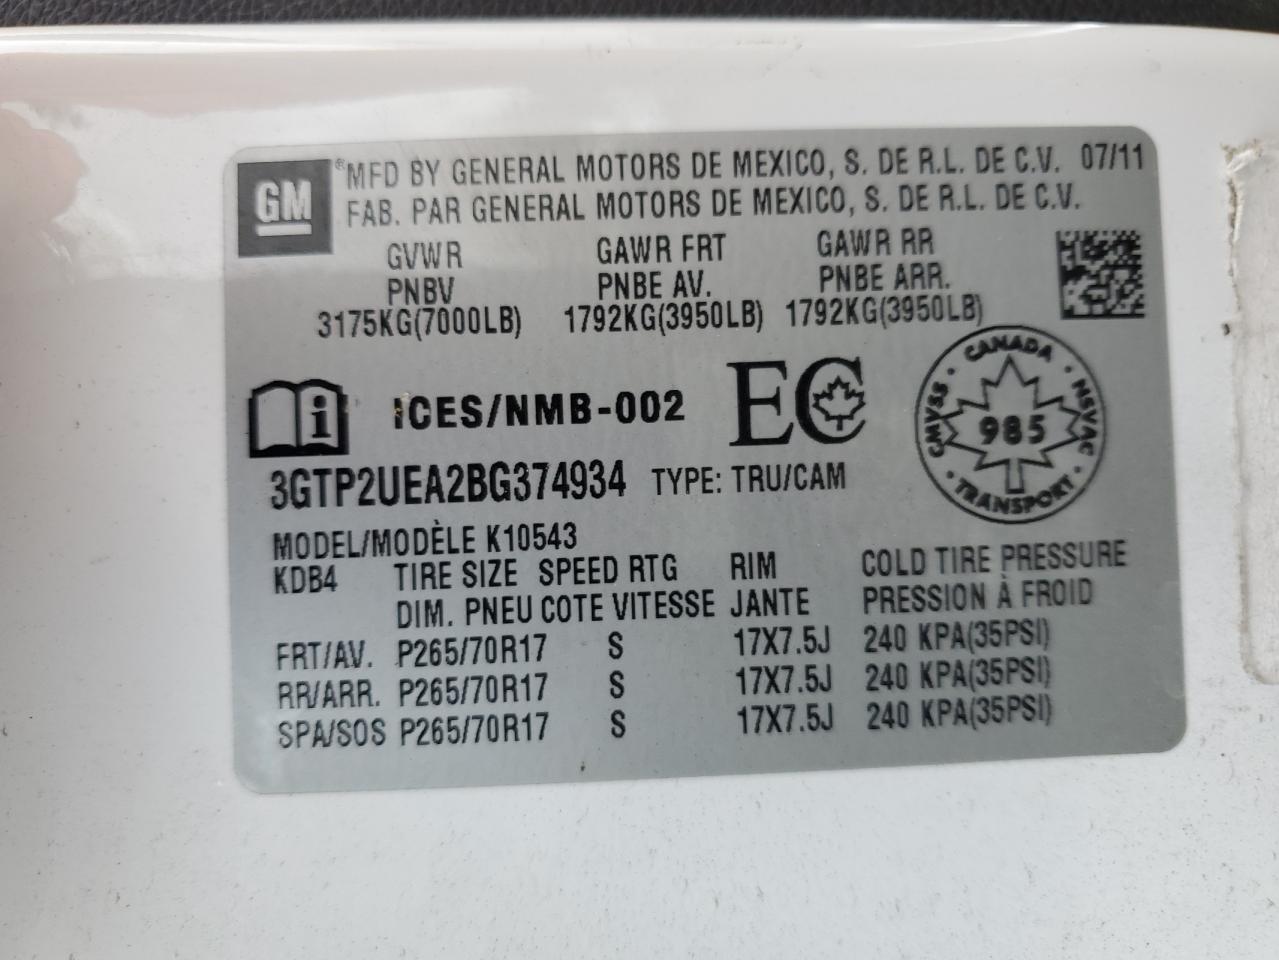 GM ®MFD BY GENERAL MOTORS DE MEXICO, S. DE R.L. DE C.V. 07/11
FAB. PAR GENERAL MOTORS DE MEXICO, S. DE R.L. DE C.V.
GVWR GAWR FRT GAWR RR
PNBV PNBE AV. PNBE ARR.
3175KG(7000LB) 1792KG(3950LB) 1792KG(3950LB)
i ICES/NMB-002 EC
CANADA
CMVSS 985 NSVAC
TRANSPORT
3GTP2UEA2BG374934 TYPE: TRU/CAM
MODEL/MODÈLE K10543
KDB4 TIRE SIZE SPEED RTG RIM COLD TIRE PRESSURE
DIM. PNEU COTE VITESSE JANTE PRESSION À FROID
FRT/AV. P265/70R17 S 17X7.5J 240 KPA(35PSI)
RR/ARR. P265/70R17 S 17X7.5J 240 KPA(35PSI)
SPA/SOS P265/70R17 S 17X7.5J 240 KPA(35PSI)